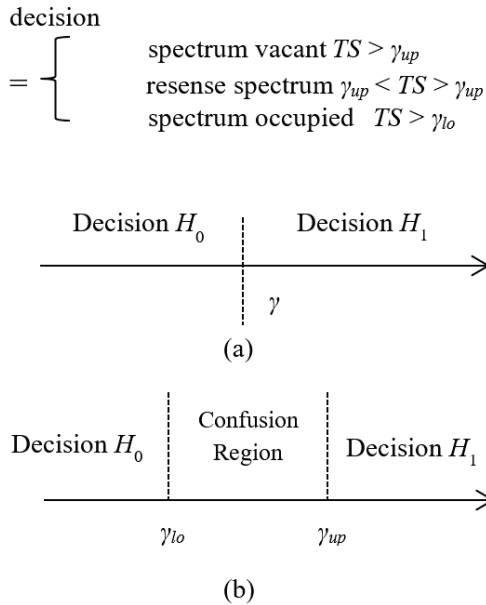 decision
= { spectrum vacant TS > γup
resense spectrum γup < TS > γup
spectrum occupied TS > γlo
Decision H0 Decision H1
γ
(a)
Confusion
Decision H0 Region Decision H1
γlo γup
(b)